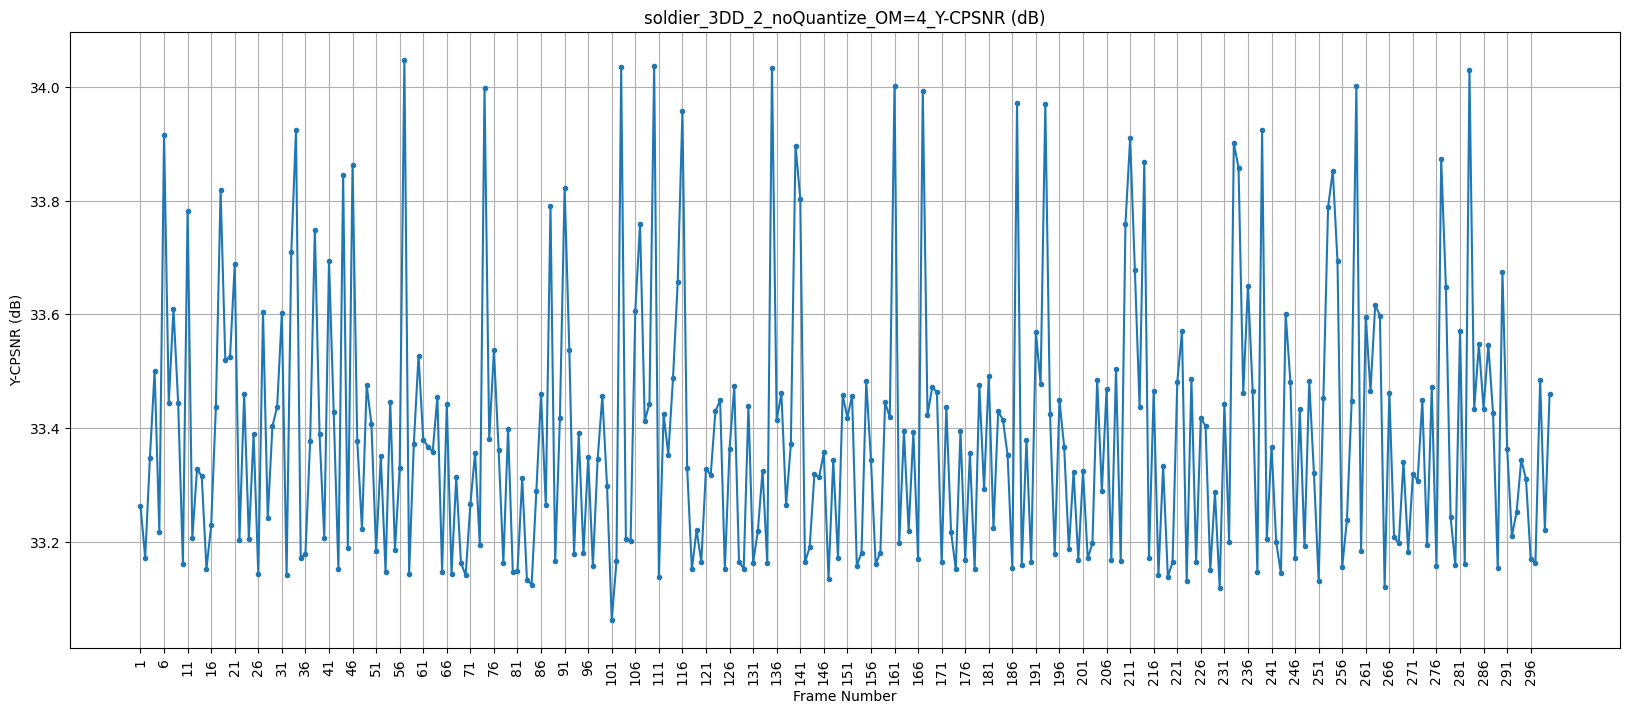 soldier_3DD_2_noQuantize_OM=4_Y-CPSNR (dB)
Y-CPSNR (dB)
34.0
33.8
33.6
33.4
33.2
1 6 11 16 21 26 31 36 41 46 51 56 61 66 71 76 81 86 91 96 101 106 111 116 121 126 131 136 141 146 151 156 161 166 171 176 181 186 191 196 201 206 211 216 221 226 231 236 241 246 251 256 261 266 271 276 281 286 291 296
Frame Number